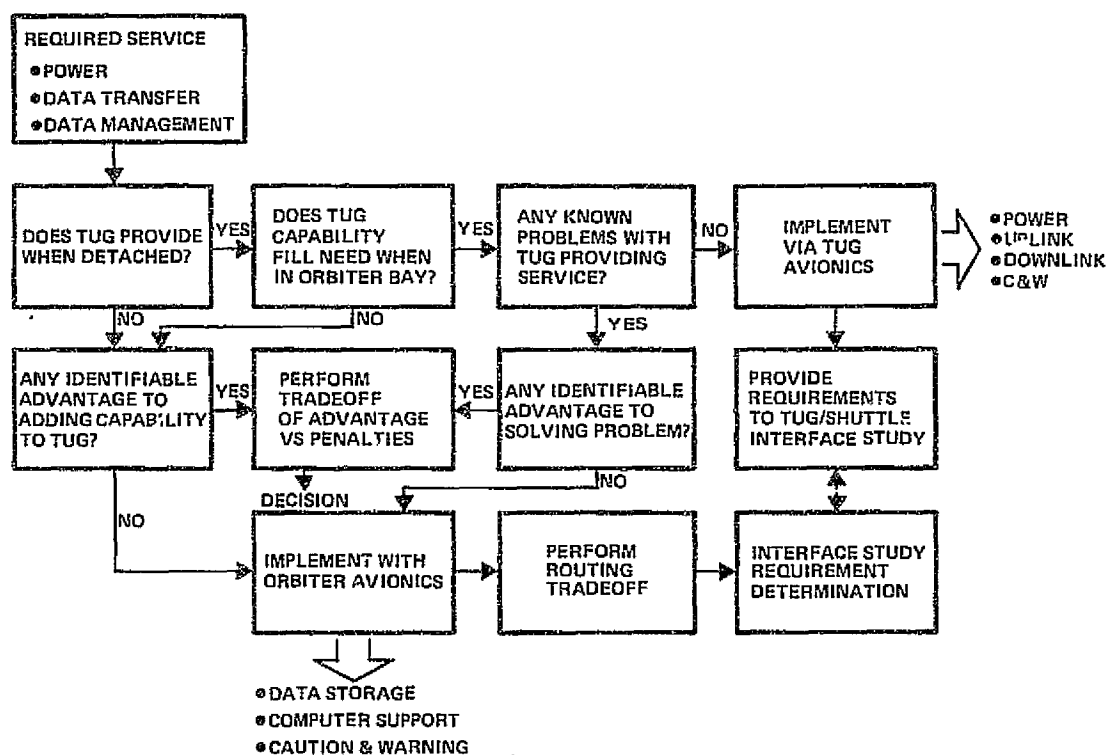 REQUIRED SERVICE
•POWER
•DATA TRANSFER
•DATA MANAGEMENT
DOES TUG PROVIDE
WHEN DETACHED?
YES
DOES TUG
CAPABILITY
FILL NEED WHEN
IN ORBITER BAY?
YES
ANY KNOWN
PROBLEMS WITH
TUG PROVIDING
SERVICE?
NO
IMPLEMENT
VIA TUG
AVIONICS
•POWER
•UPLINK
•DOWNLINK
•C&W
NO
NO
YES
ANY IDENTIFIABLE
ADVANTAGE TO
ADDING CAPABILITY
TO TUG?
YES
PERFORM
TRADEOFF
OF ADVANTAGE
VS PENALTIES
YES
ANY IDENTIFIABLE
ADVANTAGE TO
SOLVING PROBLEM?
PROVIDE
REQUIREMENTS
TO TUG/SHUTTLE
INTERFACE STUDY
NO
DECISION
NO
IMPLEMENT WITH
ORBITER AVIONICS
PERFORM
ROUTING
TRADEOFF
INTERFACE STUDY
REQUIREMENT
DETERMINATION
•DATA STORAGE
•COMPUTER SUPPORT
•CAUTION & WARNING